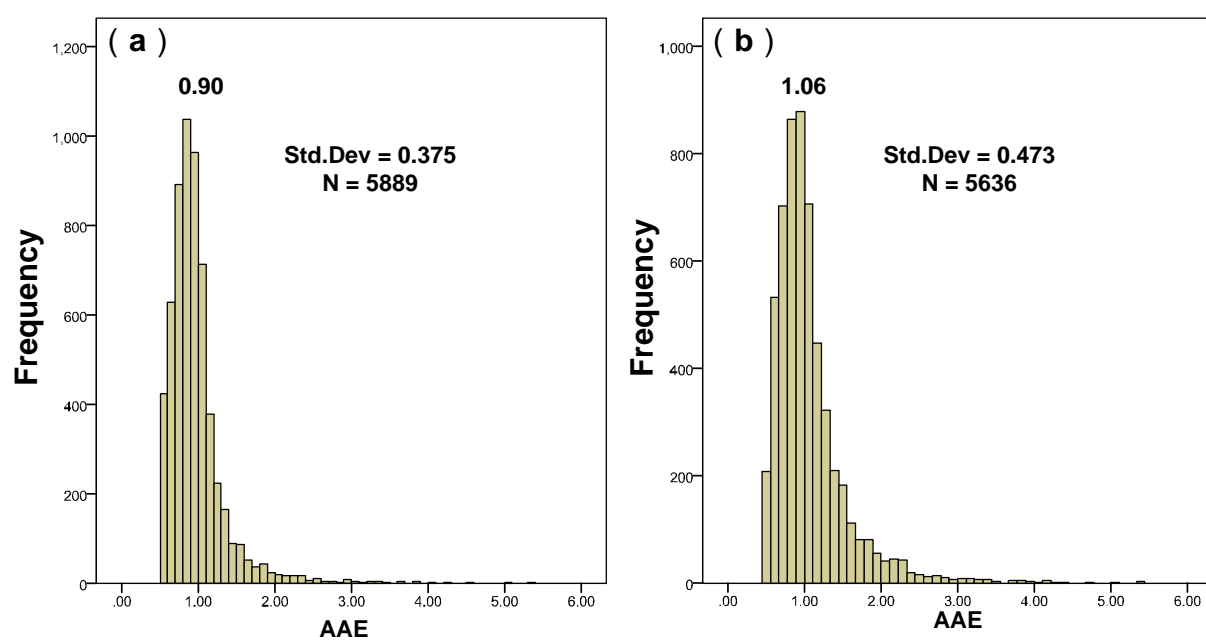 ( a )
0.90
Std.Dev = 0.375
N = 5889
1,200
1,000
800
600
400
200
0
Frequency
.00 1.00 2.00 3.00 4.00 5.00 6.00
AAE
( b )
1.06
Std.Dev = 0.473
N = 5636
1,000
800
600
400
200
0
Frequency
.00 1.00 2.00 3.00 4.00 5.00 6.00
AAE